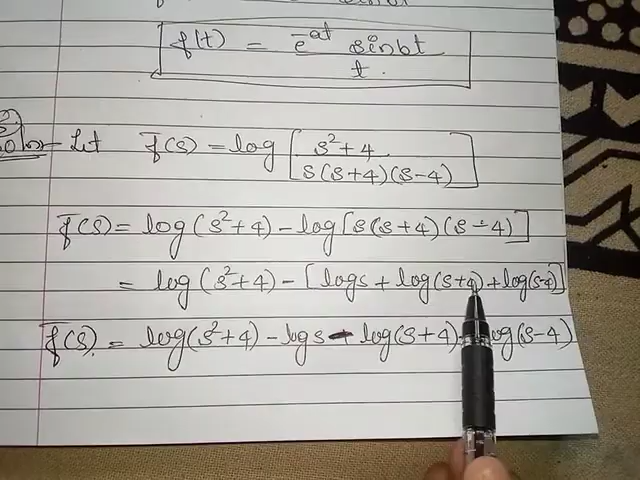 f(t) = e^-at sinbt / t.
Soln- Let f̄(s) = log [ s²+4 / s(s+4)(s-4) ]
f̄(s) = log(s²+4) - log[s(s+4)(s-4)]
= log(s²+4) - [logs + log(s+4) + log(s-4)]
f̄(s). = log(s²+4) - logs - log(s+4) - log(s-4)